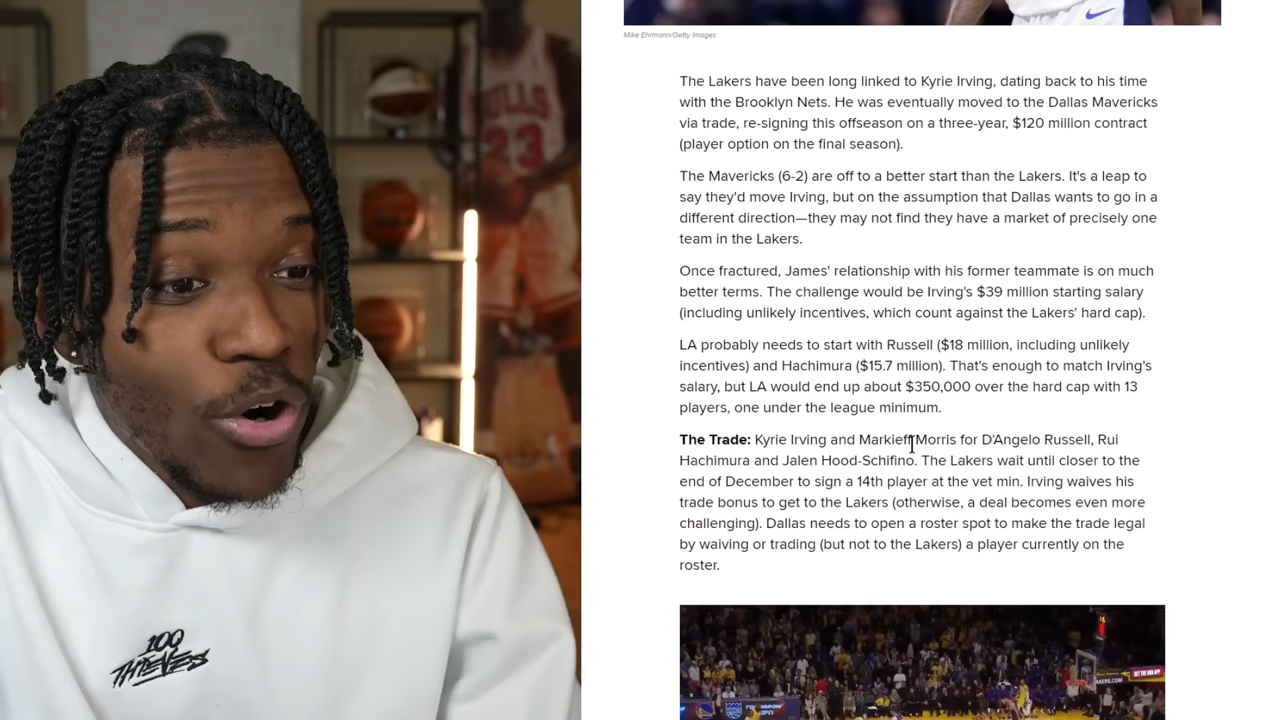 BULLS
23
100
THIEVES
Mike Ehrmann/Getty Images
The Lakers have been long linked to Kyrie Irving, dating back to his time
with the Brooklyn Nets. He was eventually moved to the Dallas Mavericks
via trade, re-signing this offseason on a three-year, $120 million contract
(player option on the final season).
The Mavericks (6-2) are off to a better start than the Lakers. It's a leap to
say they'd move Irving, but on the assumption that Dallas wants to go in a
different direction—they may not find they have a market of precisely one
team in the Lakers.
Once fractured, James' relationship with his former teammate is on much
better terms. The challenge would be Irving's $39 million starting salary
(including unlikely incentives, which count against the Lakers' hard cap).
LA probably needs to start with Russell ($18 million, including unlikely
incentives) and Hachimura ($15.7 million). That's enough to match Irving's
salary, but LA would end up about $350,000 over the hard cap with 13
players, one under the league minimum.
The Trade: Kyrie Irving and Markieff Morris for D'Angelo Russell, Rui
Hachimura and Jalen Hood-Schifino. The Lakers wait until closer to the
end of December to sign a 14th player at the vet min. Irving waives his
trade bonus to get to the Lakers (otherwise, a deal becomes even more
challenging). Dallas needs to open a roster spot to make the trade legal
by waiving or trading (but not to the Lakers) a player currently on the
roster.
ESPN